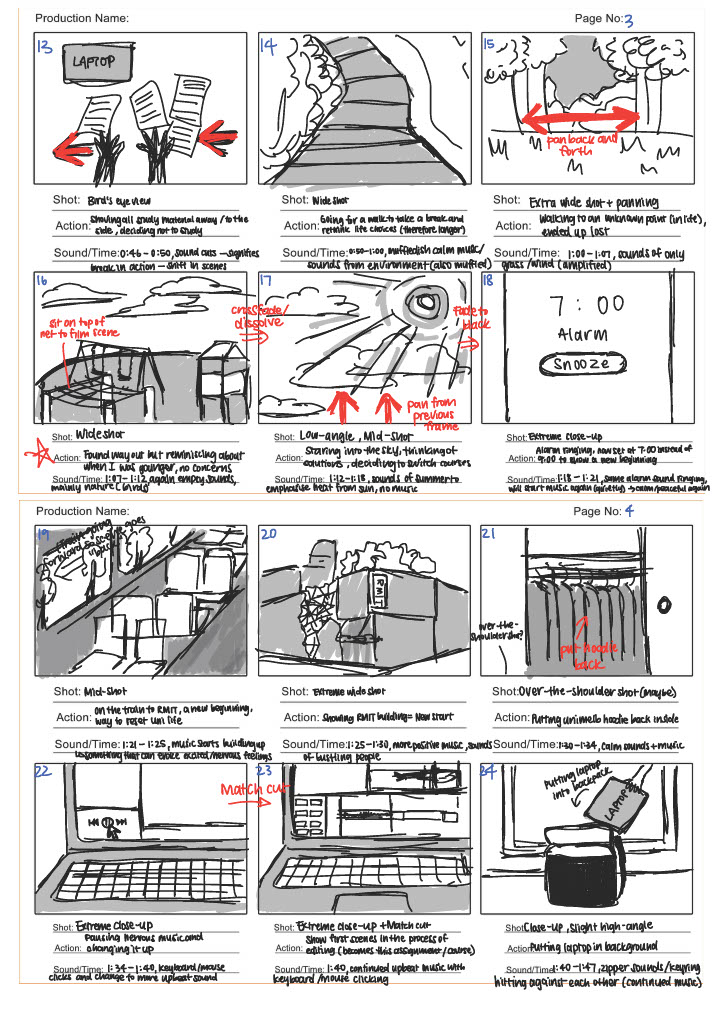 Production Name:
Page No: 3
13
LAPTOP
Shot: Bird's eye view
Action: Shoving all study material away / to the
side, deciding not to study
Sound/Time: 0:46 - 0:50, sound cuts - signifies
break in action - shift in scenes
14
Shot: Wide shot
Action: Going for a walk to take a break and
rethink life choices (therefore longer)
Sound/Time: 0:50-1:00, muffledish calm music/
sounds from environment (also muffled)
15
pan back and
forth
Shot: Extra wide shot + panning
Action: Walking to an unknown point (in life),
ended up lost
Sound/Time: 1:00 - 1:07, sounds of only
grass / wind (amplified)
16
sit on top of
net to film scene
Shot: Wide shot
Action: Found way our but reminiscing about
when I was younger, no concerns
Sound/Time: 1:07 - 1:12 again empty sounds,
mainly nature (birds)
crossfade/
dissolve
17
pan from
previous
frame
Shot: Low-angle, Mid-shot
Action: Staring into the sky, thinking of
solutions, deciding to switch courses
Sound/Time: 1:12-1:18, sounds of summer to
emphasise heat from sun, no music
Fade to
black
18
7:00
Alarm
Snooze
Shot: Extreme close-up
Action: Alarm ringing, now set at 7:00 instead of
9:00 to show a new beginning
Sound/Time: 1:18 - 1:21, same alarm sound ringing,
will start music again (quietly) → calm/peaceful again
Production Name:
Page No: 4
19
Shot: Mid-shot
Action: on the train to RMIT, a new beginning,
way to reset uni life
Sound/Time: 1:21 - 1:25, music starts building up
to something that can evoke excited/nervous feelings
20
RMIT
Shot: Extreme wide shot
Action: Showing RMIT building = New start
Sound/Time: 1:25-1:30, more positive music, sounds
of bustling people
21
over-the-
shoulder shot?
put hoodie
back
Shot: Over-the-shoulder shot (maybe)
Action: Putting unimelb hoodie back inside
Sound/Time: 1:30 - 1:34, calm sounds + music
22
Shot: Extreme close-up
Action: Pausing nervous music and
changing it up
Sound/Time: 1:34 - 1:40, keyboard/mouse
clicks and change to more upbeat sound
Match cut
23
Shot: Extreme close-up + Match cut
Action: Show first scenes in the process of
editing (becomes this assignment / course)
Sound/Time: 1:40, continued upbeat music with
keyboard / mouse clicking
24
Putting laptop
into backpack
LAPTOP
Shot: Close-up, slight high-angle
Action: Putting laptop in background
Sound/Time: 1:40 - 1:47, zipper sounds / keyring
hitting against each other (continued music)